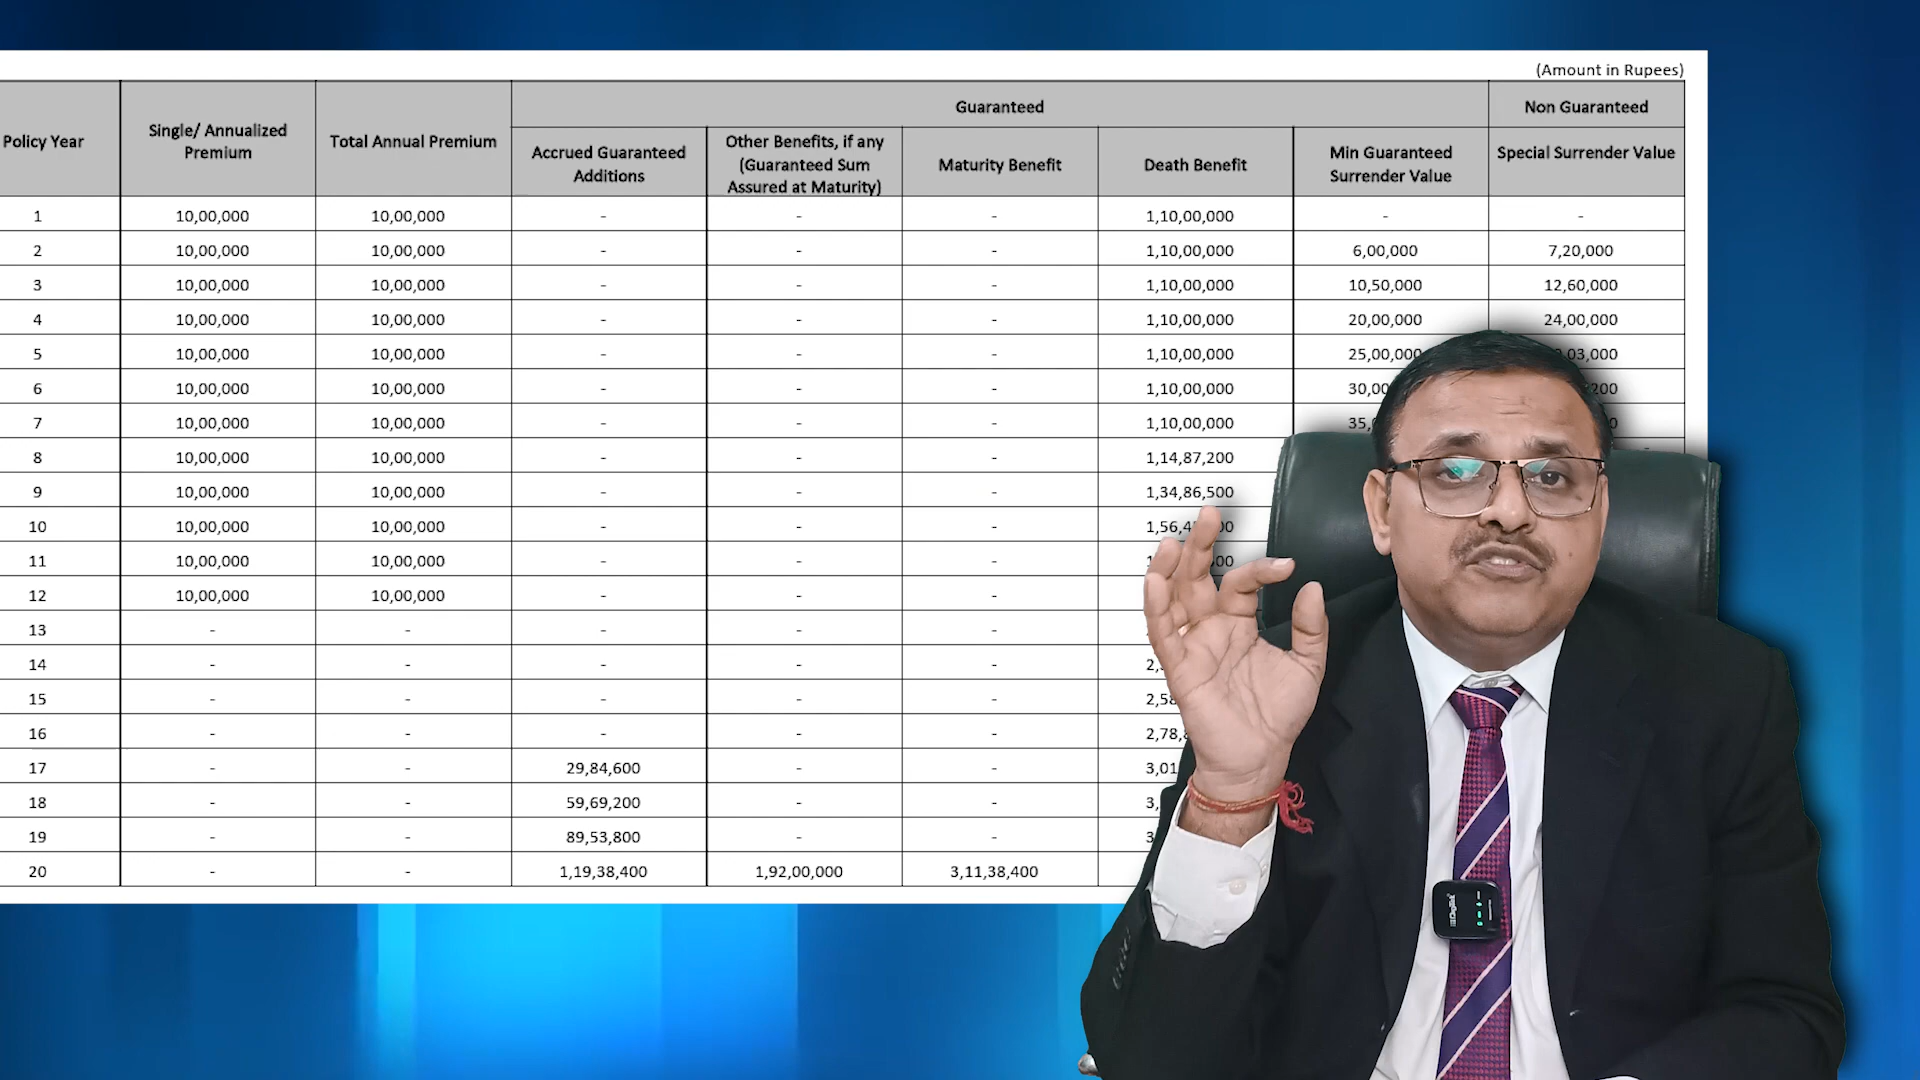 (Amount in Rupees)
Policy Year
Single/ Annualized
Premium
Total Annual Premium
Guaranteed
Non Guaranteed
Accrued Guaranteed
Additions
Other Benefits, if any
(Guaranteed Sum
Assured at Maturity)
Maturity Benefit
Death Benefit
Min Guaranteed
Surrender Value
Special Surrender Value
1 10,00,000 10,00,000 - - - 1,10,00,000 - -
2 10,00,000 10,00,000 - - - 1,10,00,000 6,00,000 7,20,000
3 10,00,000 10,00,000 - - - 1,10,00,000 10,50,000 12,60,000
4 10,00,000 10,00,000 - - - 1,10,00,000 20,00,000 24,00,000
5 10,00,000 10,00,000 - - - 1,10,00,000 25,00,000
6 10,00,000 10,00,000 - - - 1,10,00,000
7 10,00,000 10,00,000 - - - 1,10,00,000
8 10,00,000 10,00,000 - - - 1,14,87,200
9 10,00,000 10,00,000 - - - 1,34,86,500
10 10,00,000 10,00,000 - - -
11 10,00,000 10,00,000 - - -
12 10,00,000 10,00,000 - - -
13 - - - - -
14 - - - - -
15 - - - - -
16 - - - - -
17 - - 29,84,600 - -
18 - - 59,69,200 - -
19 - - 89,53,800 - -
20 - - 1,19,38,400 1,92,00,000 3,11,38,400